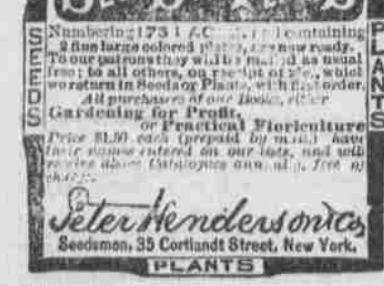 SEEDS
PLANTS
Numbering 175 containing
2 fine large colored plates, are now ready.
To our patrons they will be mailed as usual
free; to all others, on receipt of 25c., which
we return in Seeds or Plants, with first order.
All purchasers of our Books, either
Gardening for Profit,
or Practical Floriculture
Price $1.50 each (prepaid by mail) have
their names entered on our lists, and will
receive above Catalogues annually, free of
charge.
Peter Henderson & Co.
Seedsmen, 35 Cortlandt Street, New York.
PLANTS